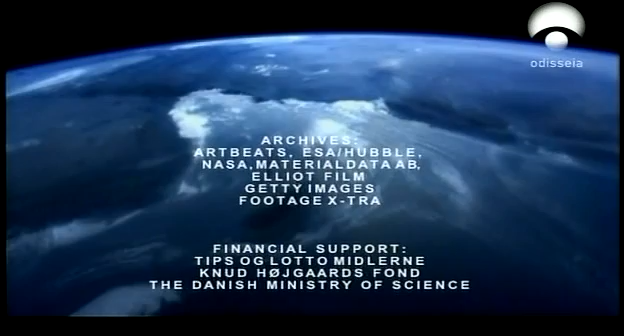 odisseia
ARCHIVES:
ARTBEATS, ESA/HUBBLE,
NASA, MATERIALDATA AB,
ELLIOT FILM
GETTY IMAGES
FOOTAGE X-TRA
FINANCIAL SUPPORT:
TIPS OG LOTTO MIDLERNE
KNUD HØJGAARDS FOND
THE DANISH MINISTRY OF SCIENCE